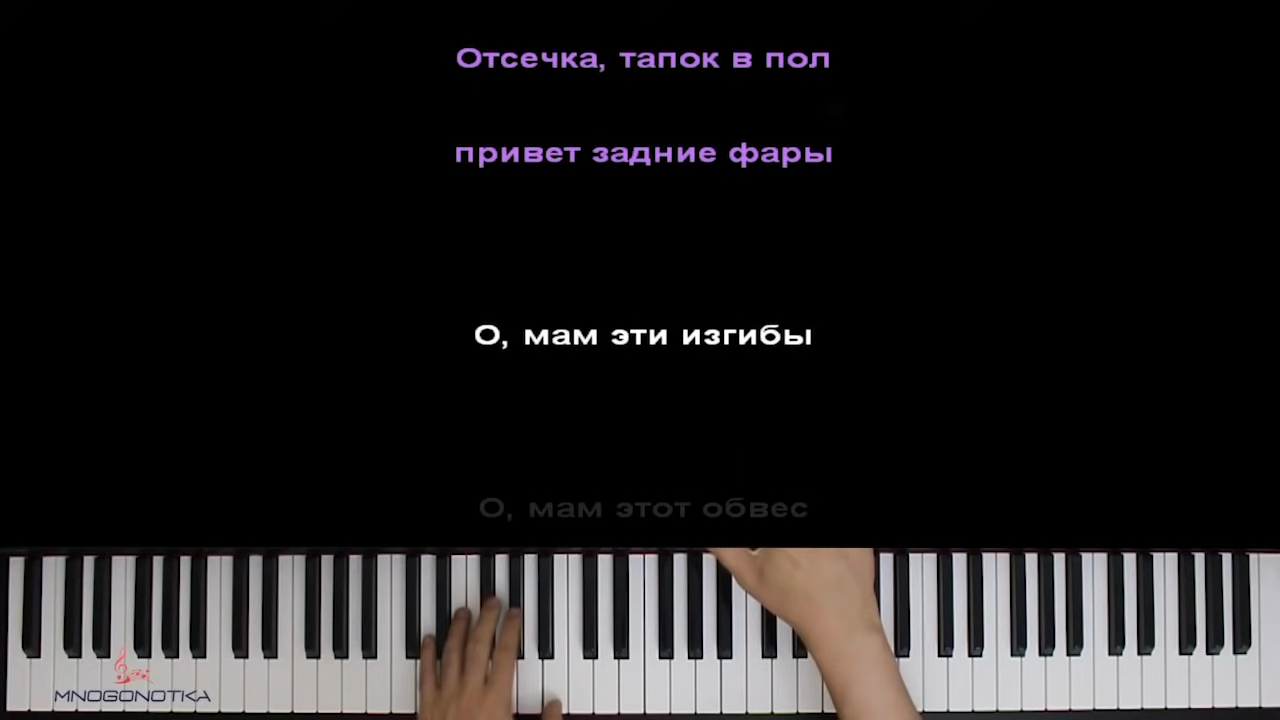 Отсечка, тапок в пол
привет задние фары
О, мам эти изгибы
О, мам этот обвес
MNOGONOTKA